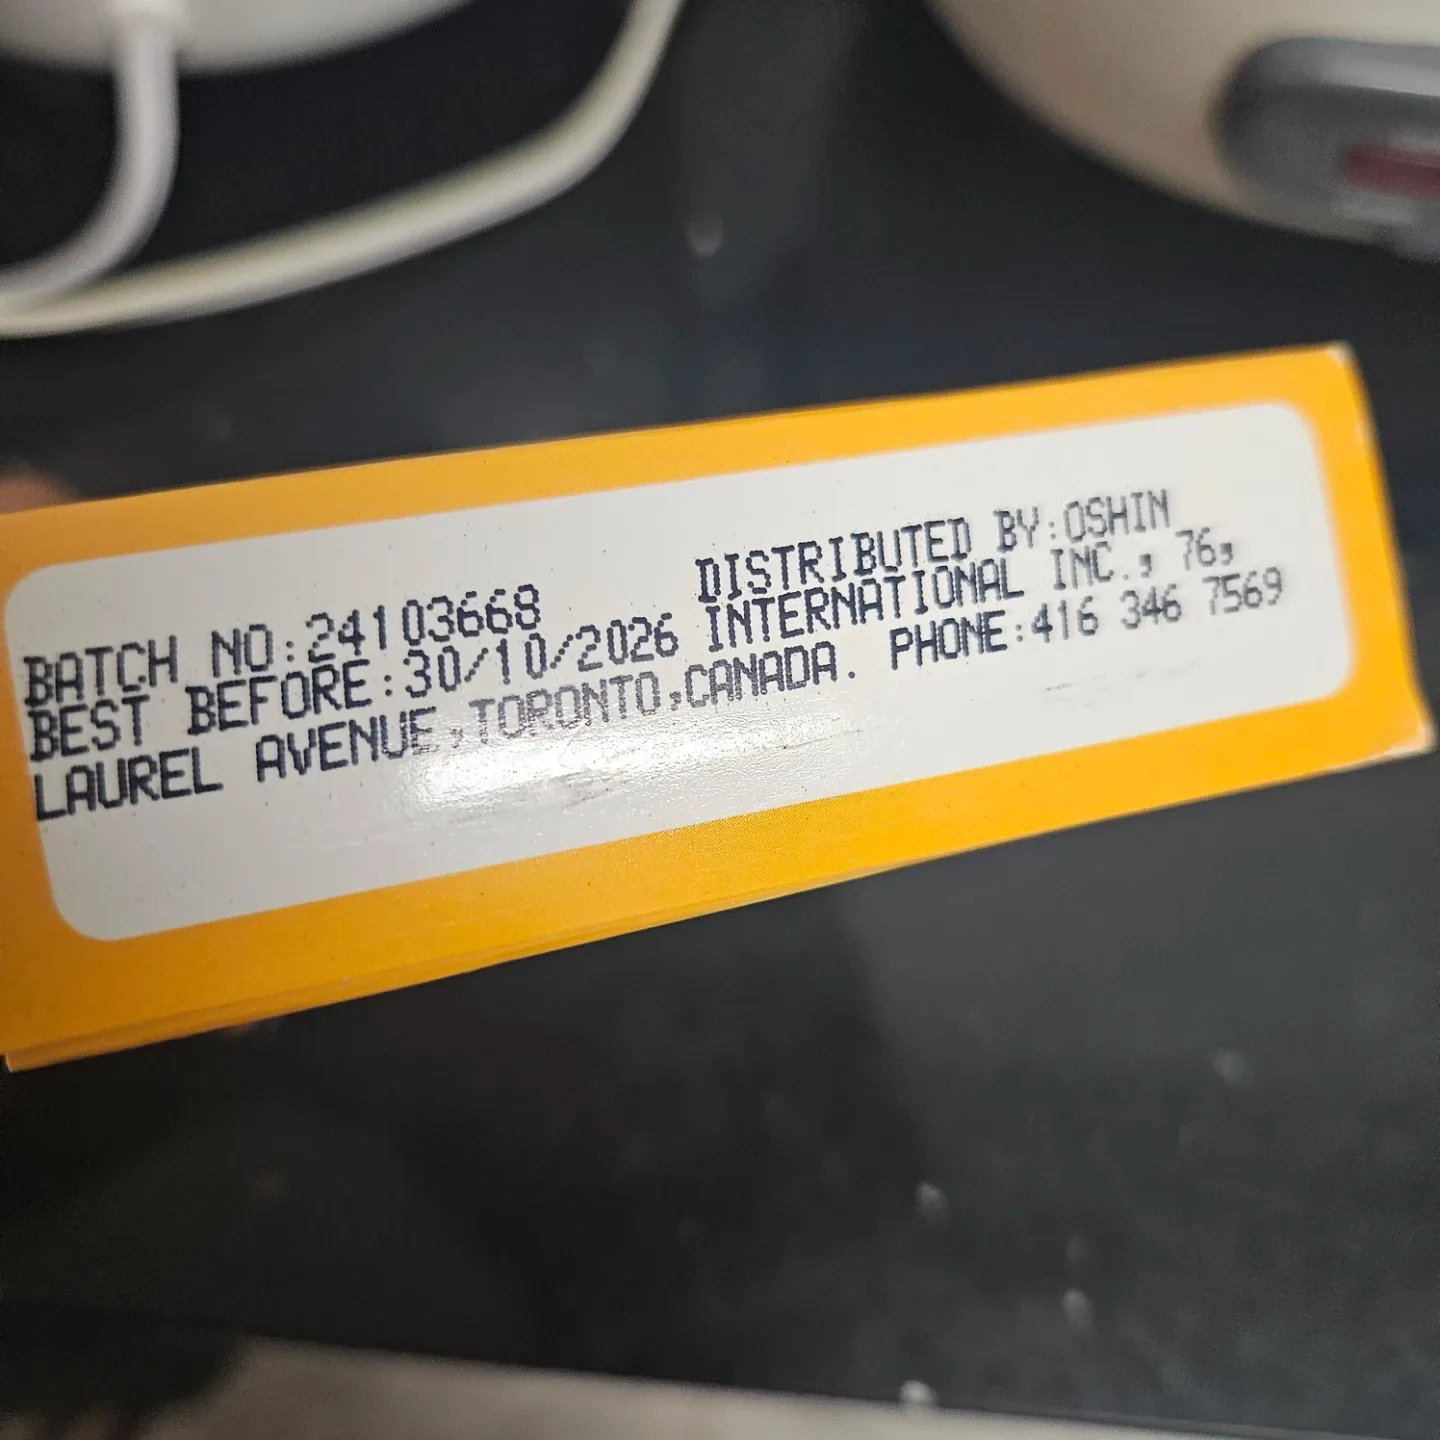 BATCH NO:24103668 DISTRIBUTED BY:OSHIN
BEST BEFORE:30/10/2026 INTERNATIONAL INC., 76,
LAUREL AVENUE,TORONTO,CANADA. PHONE:416 346 7569